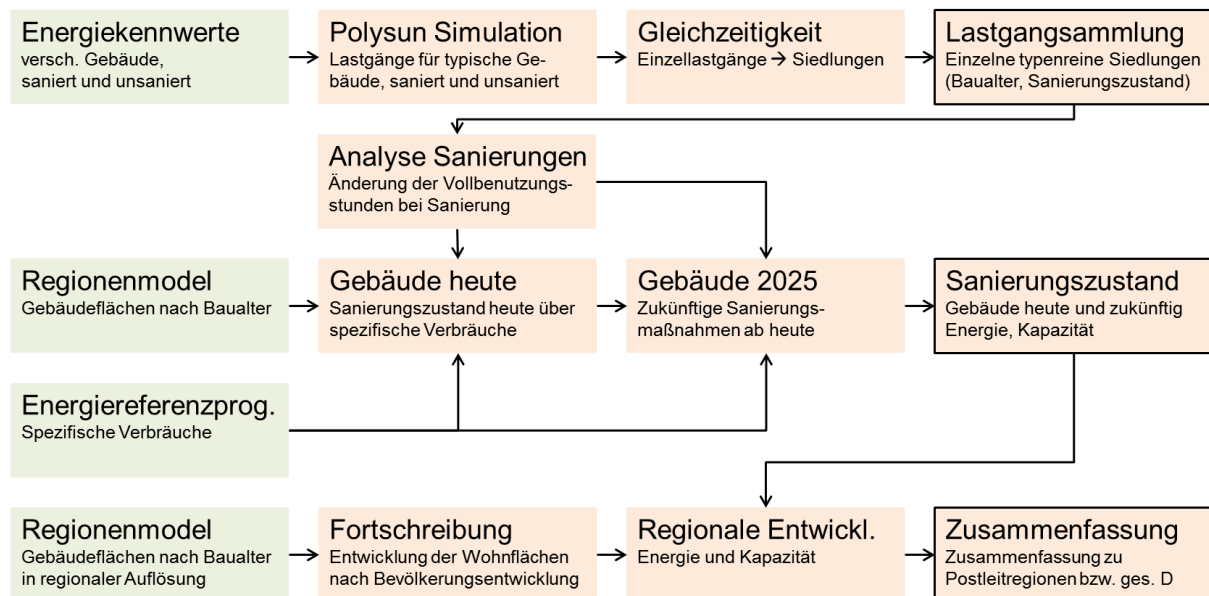 Energiekennwerte
versch. Gebäude,
saniert und unsaniert
Polysun Simulation
Lastgänge für typische Ge-
bäude, saniert und unsaniert
Gleichzeitigkeit
Einzellastgänge → Siedlungen
Lastgangsammlung
Einzelne typenreine Siedlungen
(Baualter, Sanierungszustand)
Analyse Sanierungen
Änderung der Vollbenutzungs-
stunden bei Sanierung
Regionenmodel
Gebäudeflächen nach Baualter
Gebäude heute
Sanierungszustand heute über
spezifische Verbräuche
Gebäude 2025
Zukünftige Sanierungs-
maßnahmen ab heute
Sanierungszustand
Gebäude heute und zukünftig
Energie, Kapazität
Energiereferenzprog.
Spezifische Verbräuche
Regionenmodel
Gebäudeflächen nach Baualter
in regionaler Auflösung
Fortschreibung
Entwicklung der Wohnflächen
nach Bevölkerungsentwicklung
Regionale Entwickl.
Energie und Kapazität
Zusammenfassung
Zusammenfassung zu
Postleitregionen bzw. ges. D